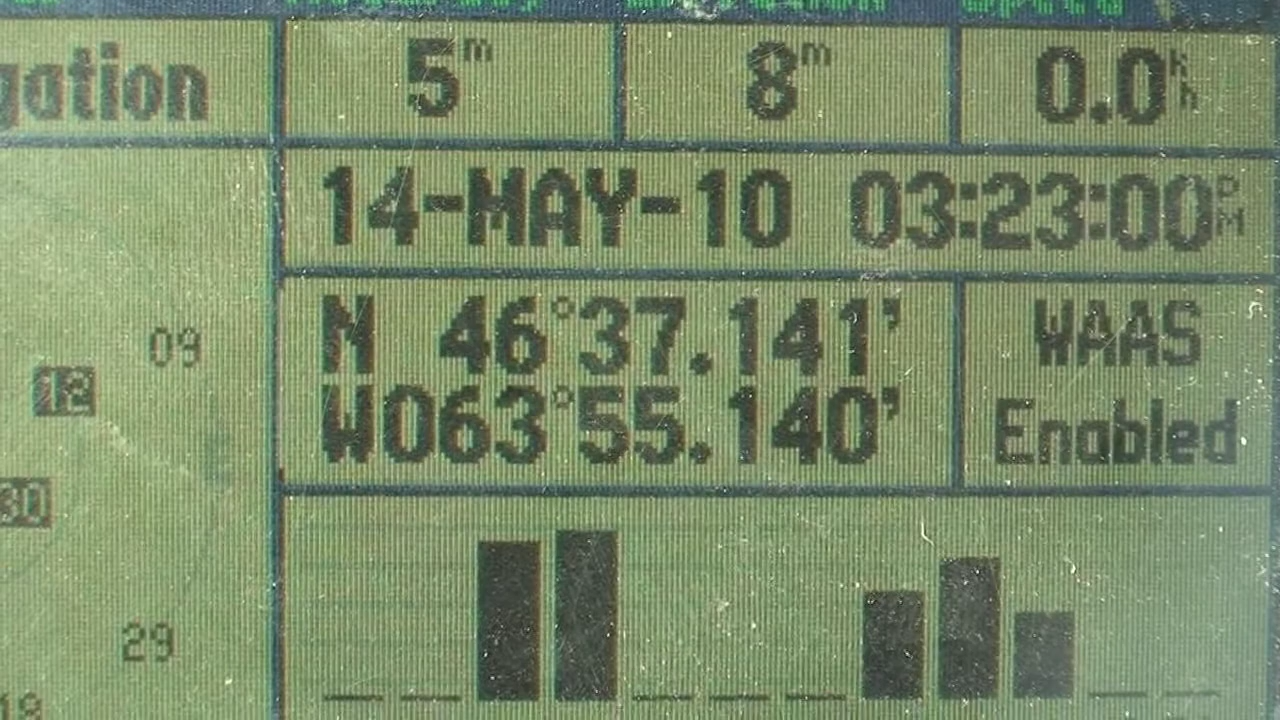 gation 5m 8m 0.0kh
14-MAY-10 03:23:00PM
N 46°37.141'
W063°55.140'
WAAS
Enabled
09
12
30
29
19